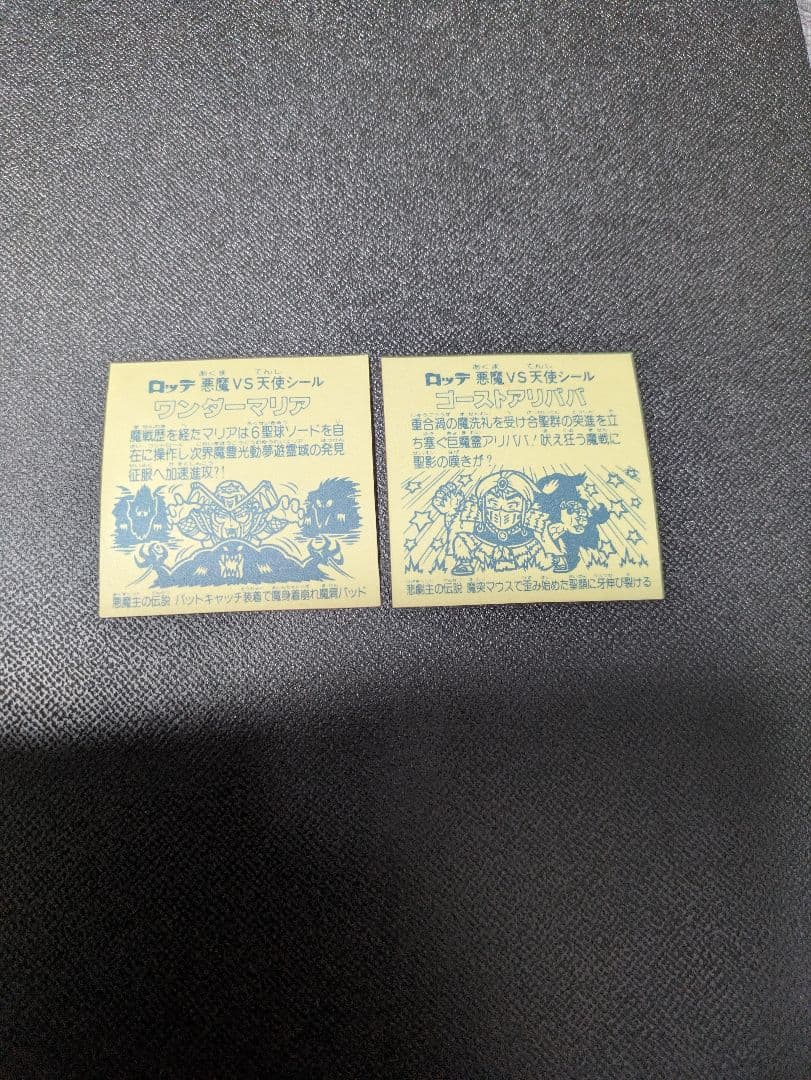 ロッテ 悪魔VS天使シール
ワンダーマリア
魔戦歴を経たマリアは6聖球ソードを自
在に操作し次界魔豊光動夢遊霊域の発見
征服へ加速進攻?!
悪魔主の伝説 バットキャッチ装着で魔身着崩れ魔肩パッド
ロッテ 悪魔VS天使シール
ゴーストアリババ
重合渦の魔洗礼を受け合聖群の突進を立
ち塞ぐ巨魔霊アリババ!吠え狂う魔戦に
聖影の嘆きが?
悲劇主の伝説 魔突マウスで歪み始めた聖顔に牙伸び裂ける